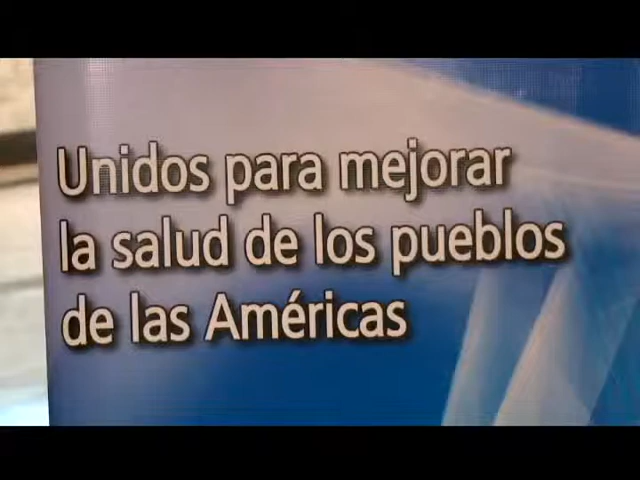 Unidos para mejorar
la salud de los pueblos
de las Américas